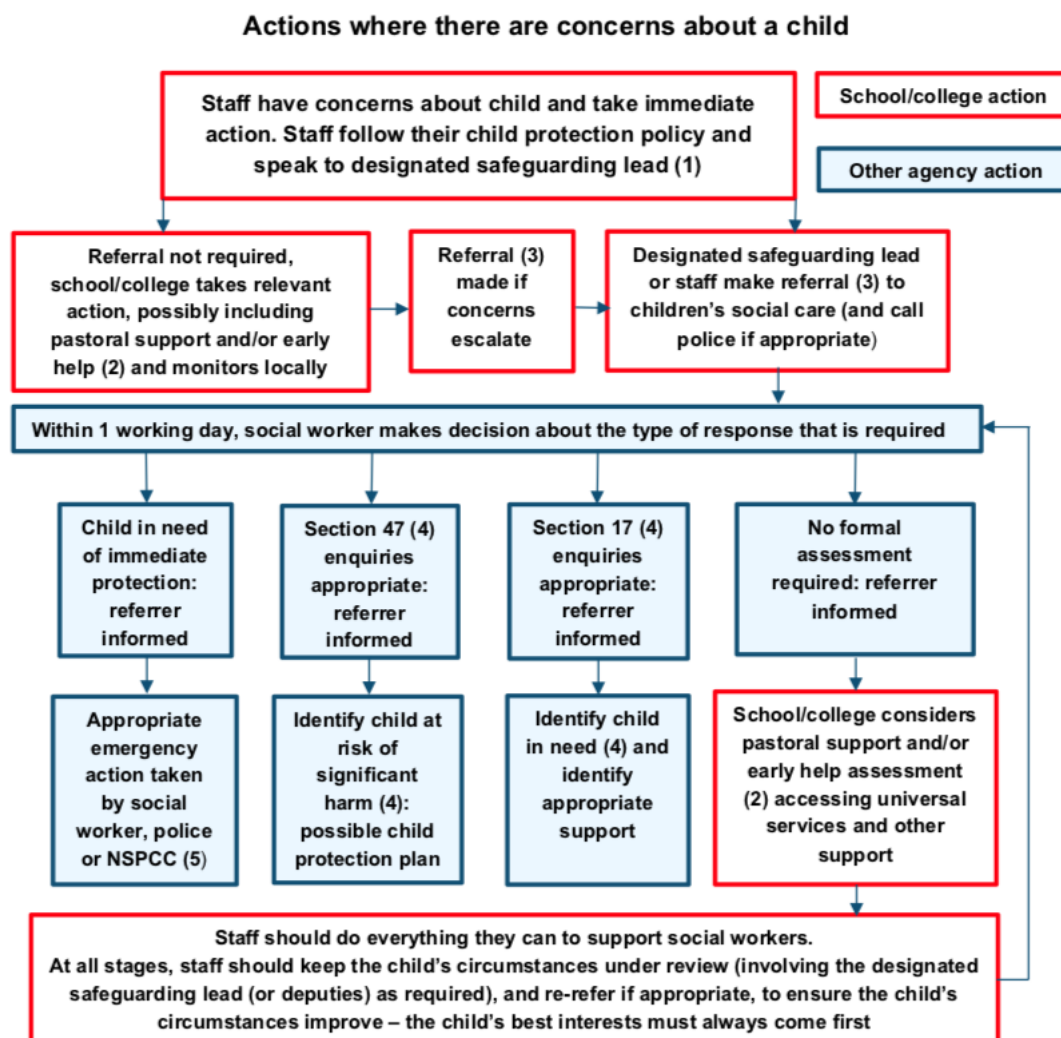 Actions where there are concerns about a child
Staff have concerns about child and take immediate
action. Staff follow their child protection policy and
speak to designated safeguarding lead (1)
School/college action
Other agency action
Referral not required,
school/college takes relevant
action, possibly including
pastoral support and/or early
help (2) and monitors locally
Referral (3)
made if
concerns
escalate
Designated safeguarding lead
or staff make referral (3) to
children’s social care (and call
police if appropriate)
Within 1 working day, social worker makes decision about the type of response that is required
Child in need
of immediate
protection:
referrer
informed
Section 47 (4)
enquiries
appropriate:
referrer
informed
Section 17 (4)
enquiries
appropriate:
referrer
informed
No formal
assessment
required: referrer
informed
Appropriate
emergency
action taken
by social
worker, police
or NSPCC (5)
Identify child at
risk of
significant
harm (4):
possible child
protection plan
Identify child
in need (4) and
identify
appropriate
support
School/college considers
pastoral support and/or
early help assessment
(2) accessing universal
services and other
support
Staff should do everything they can to support social workers.
At all stages, staff should keep the child’s circumstances under review (involving the designated
safeguarding lead (or deputies) as required), and re-refer if appropriate, to ensure the child’s
circumstances improve – the child’s best interests must always come first